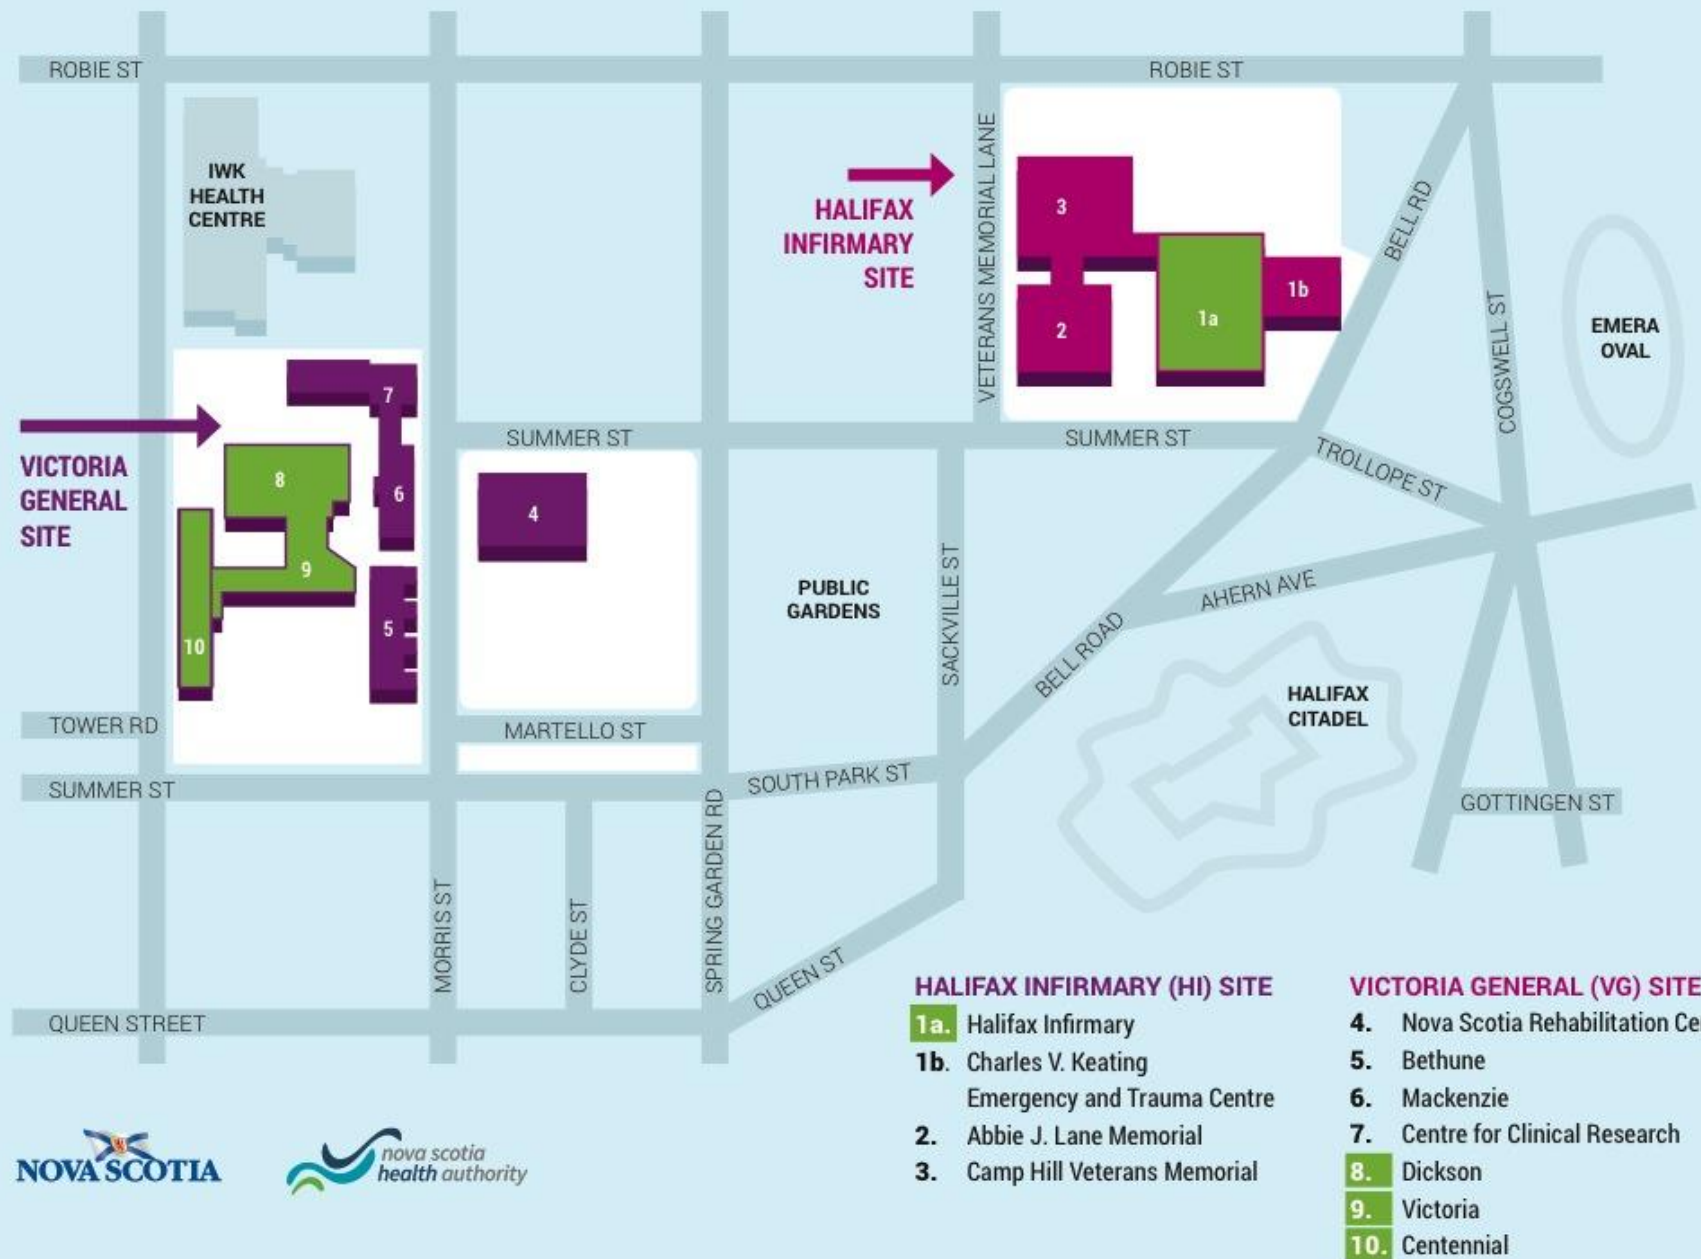 ROBIE ST
ROBIE ST
IWK
HEALTH
CENTRE
HALIFAX
INFIRMARY
SITE
VETERANS MEMORIAL LANE
3
2
1a
1b
BELL RD
COGSWELL ST
EMERA
OVAL
VICTORIA
GENERAL
SITE
7
8
6
9
5
10
SUMMER ST
SUMMER ST
4
TROLLOPE ST
PUBLIC
GARDENS
SACKVILLE ST
AHERN AVE
BELL ROAD
HALIFAX
CITADEL
TOWER RD
MARTELLO ST
SUMMER ST
SOUTH PARK ST
GOTTINGEN ST
MORRIS ST
CLYDE ST
SPRING GARDEN RD
QUEEN ST
QUEEN STREET
HALIFAX INFIRMARY (HI) SITE
1a. Halifax Infirmary
1b. Charles V. Keating
Emergency and Trauma Centre
2. Abbie J. Lane Memorial
3. Camp Hill Veterans Memorial
VICTORIA GENERAL (VG) SITE
4. Nova Scotia Rehabilitation
5. Bethune
6. Mackenzie
7. Centre for Clinical Research
8. Dickson
9. Victoria
10. Centennial
NOVA SCOTIA
nova scotia
health authority